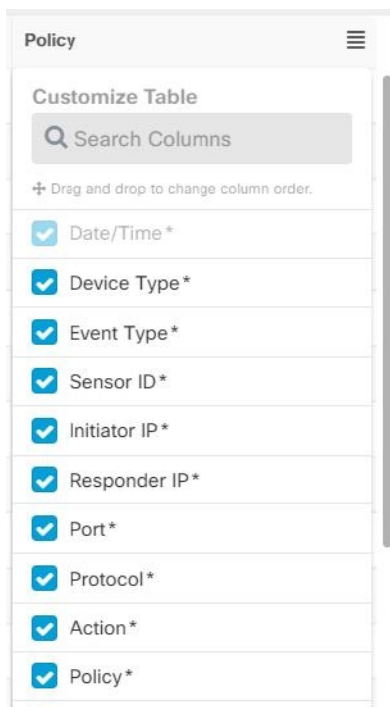 Policy
Customize Table
Search Columns
Drag and drop to change column order.
Date/Time*
Device Type*
Event Type*
Sensor ID*
Initiator IP*
Responder IP*
Port*
Protocol*
Action*
Policy*